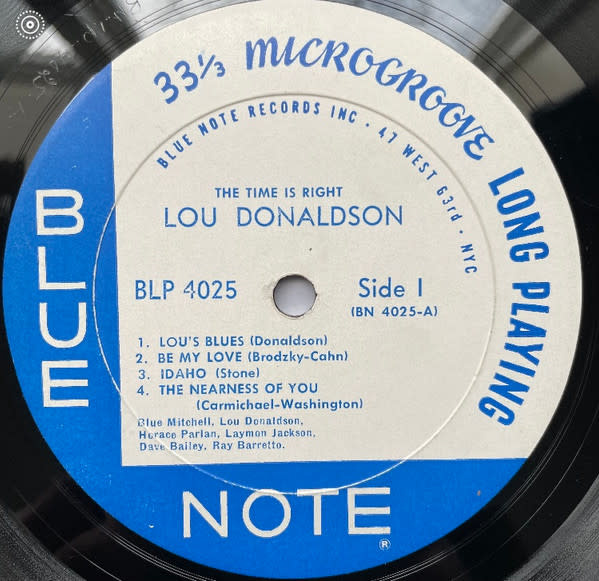 33⅓ MICROGROOVE LONG PLAYING
BLUE NOTE RECORDS INC • 47 WEST 63rd • NYC
THE TIME IS RIGHT
LOU DONALDSON
BLP 4025
Side 1
(BN 4025-A)
1. LOU'S BLUES (Donaldson)
2. BE MY LOVE (Brodzky-Cahn)
3. IDAHO (Stone)
4. THE NEARNESS OF YOU
(Carmichael-Washington)
Blue Mitchell, Lou Donaldson,
Horace Parlan, Laymon Jackson,
Dave Bailey, Ray Barretto.
BLUE
NOTE
®